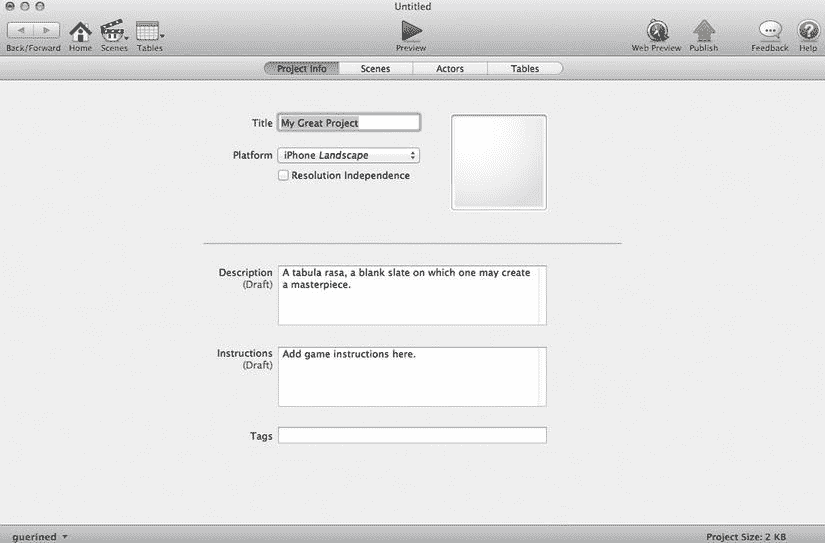 Untitled
Back/Forward Home Scenes Tables Preview Web Preview Publish Feedback Help
Project Info Scenes Actors Tables
Title My Great Project
Platform iPhone Landscape
Resolution Independence
Description A tabula rasa, a blank slate on which one may create
(Draft) a masterpiece.
Instructions Add game instructions here.
(Draft)
Tags
guerined Project Size: 2 KB